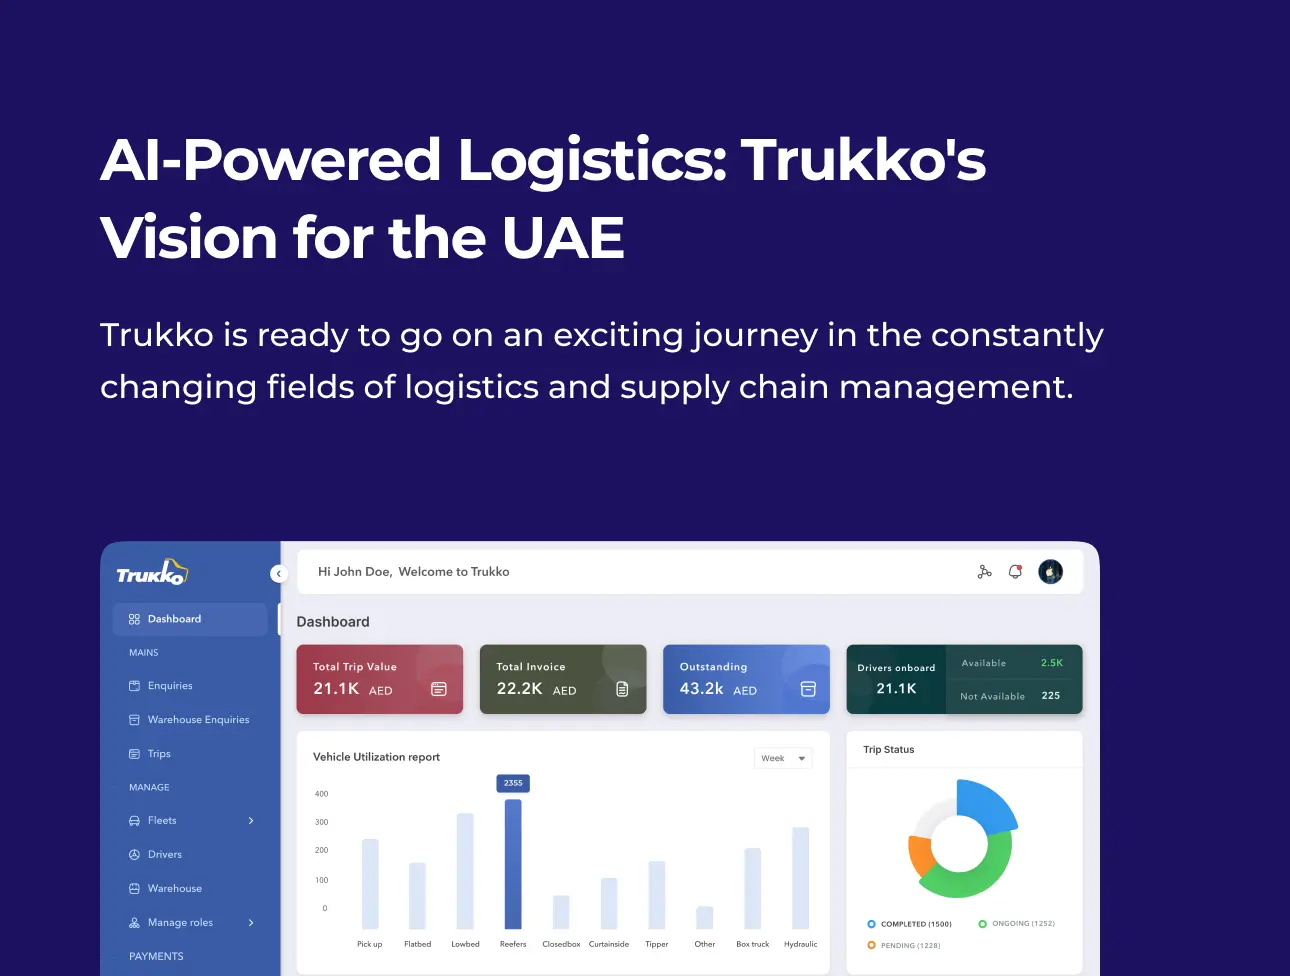 AI-Powered Logistics: Trukko's
Vision for the UAE
Trukko is ready to go on an exciting journey in the constantly
changing fields of logistics and supply chain management.
Trukko
Dashboard
MAINS
Enquiries
Warehouse Enquiries
Trips
MANAGE
Fleets
Drivers
Warehouse
Manage roles
PAYMENTS
Hi John Doe, Welcome to Trukko
Dashboard
Total Trip Value
21.1K AED
Total Invoice
22.2K AED
Outstanding
43.2k AED
Drivers onboard
21.1K
Available 2.5K
Not Available 225
Vehicle Utilization report
Week
2355
400
300
200
100
0
Pick up Flatbed Lowbed Reefers Closedbox Curtainside Tipper Other Box truck Hydraulic
Trip Status
COMPLETED (1500) ONGOING (1252)
PENDING (1228)